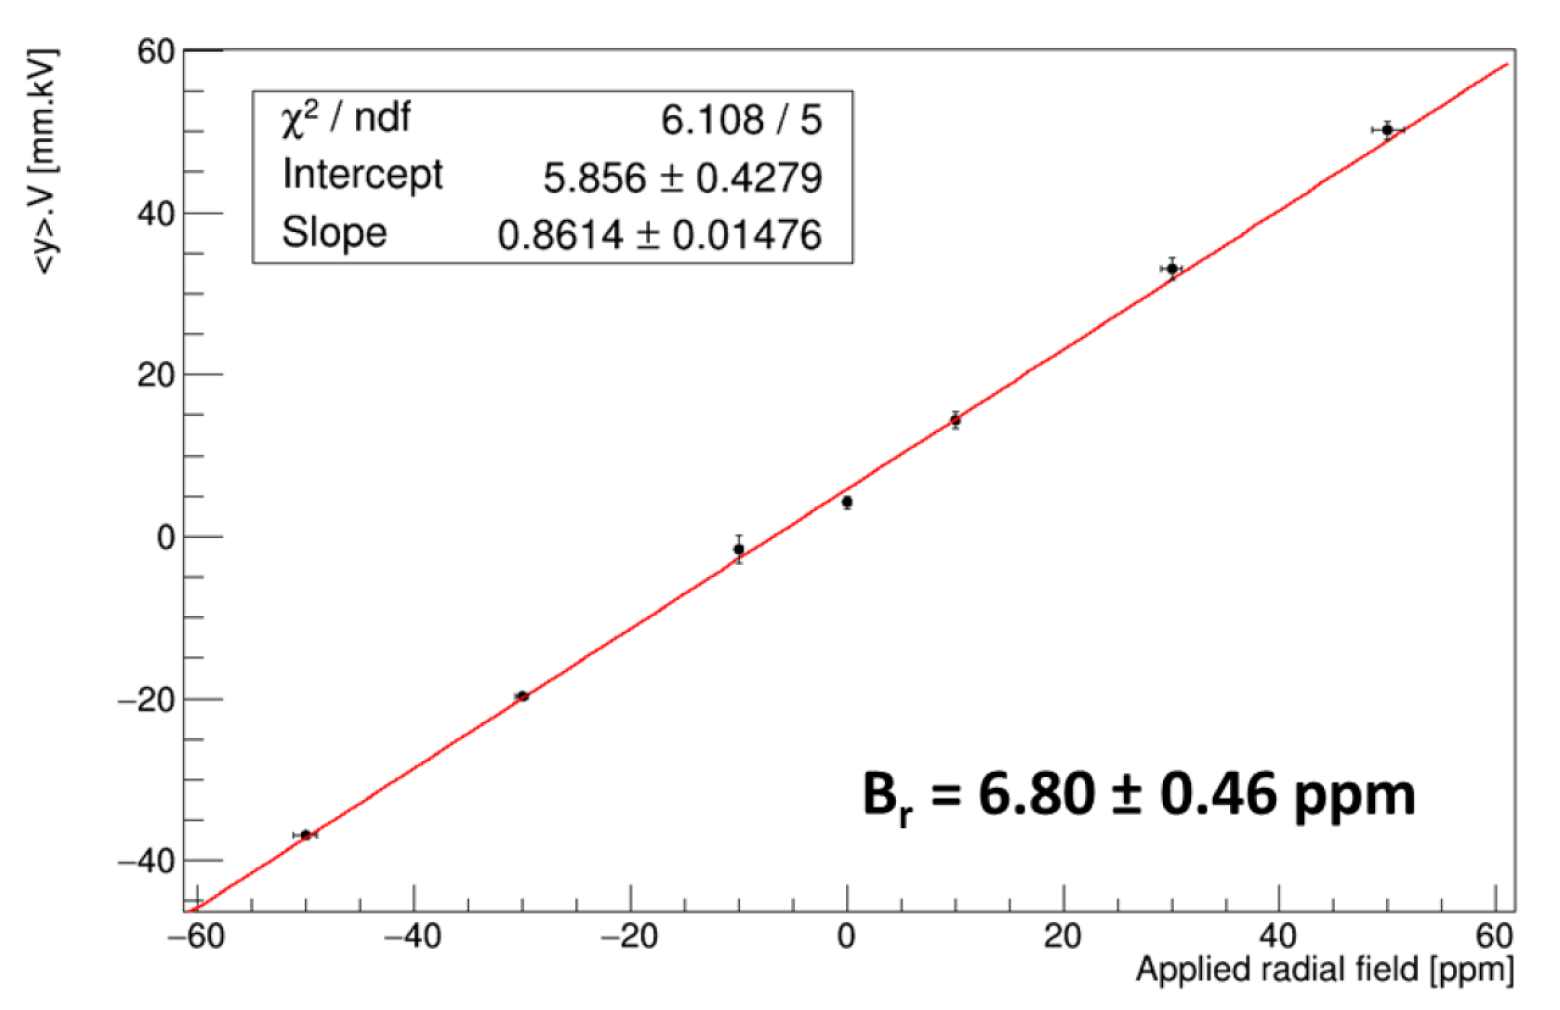 <y>.V [mm.kV]
60
40
20
0
−20
−40
χ² / ndf 6.108 / 5
Intercept 5.856 ± 0.4279
Slope 0.8614 ± 0.01476
Br = 6.80 ± 0.46 ppm
−60 −40 −20 0 20 40 60
Applied radial field [ppm]